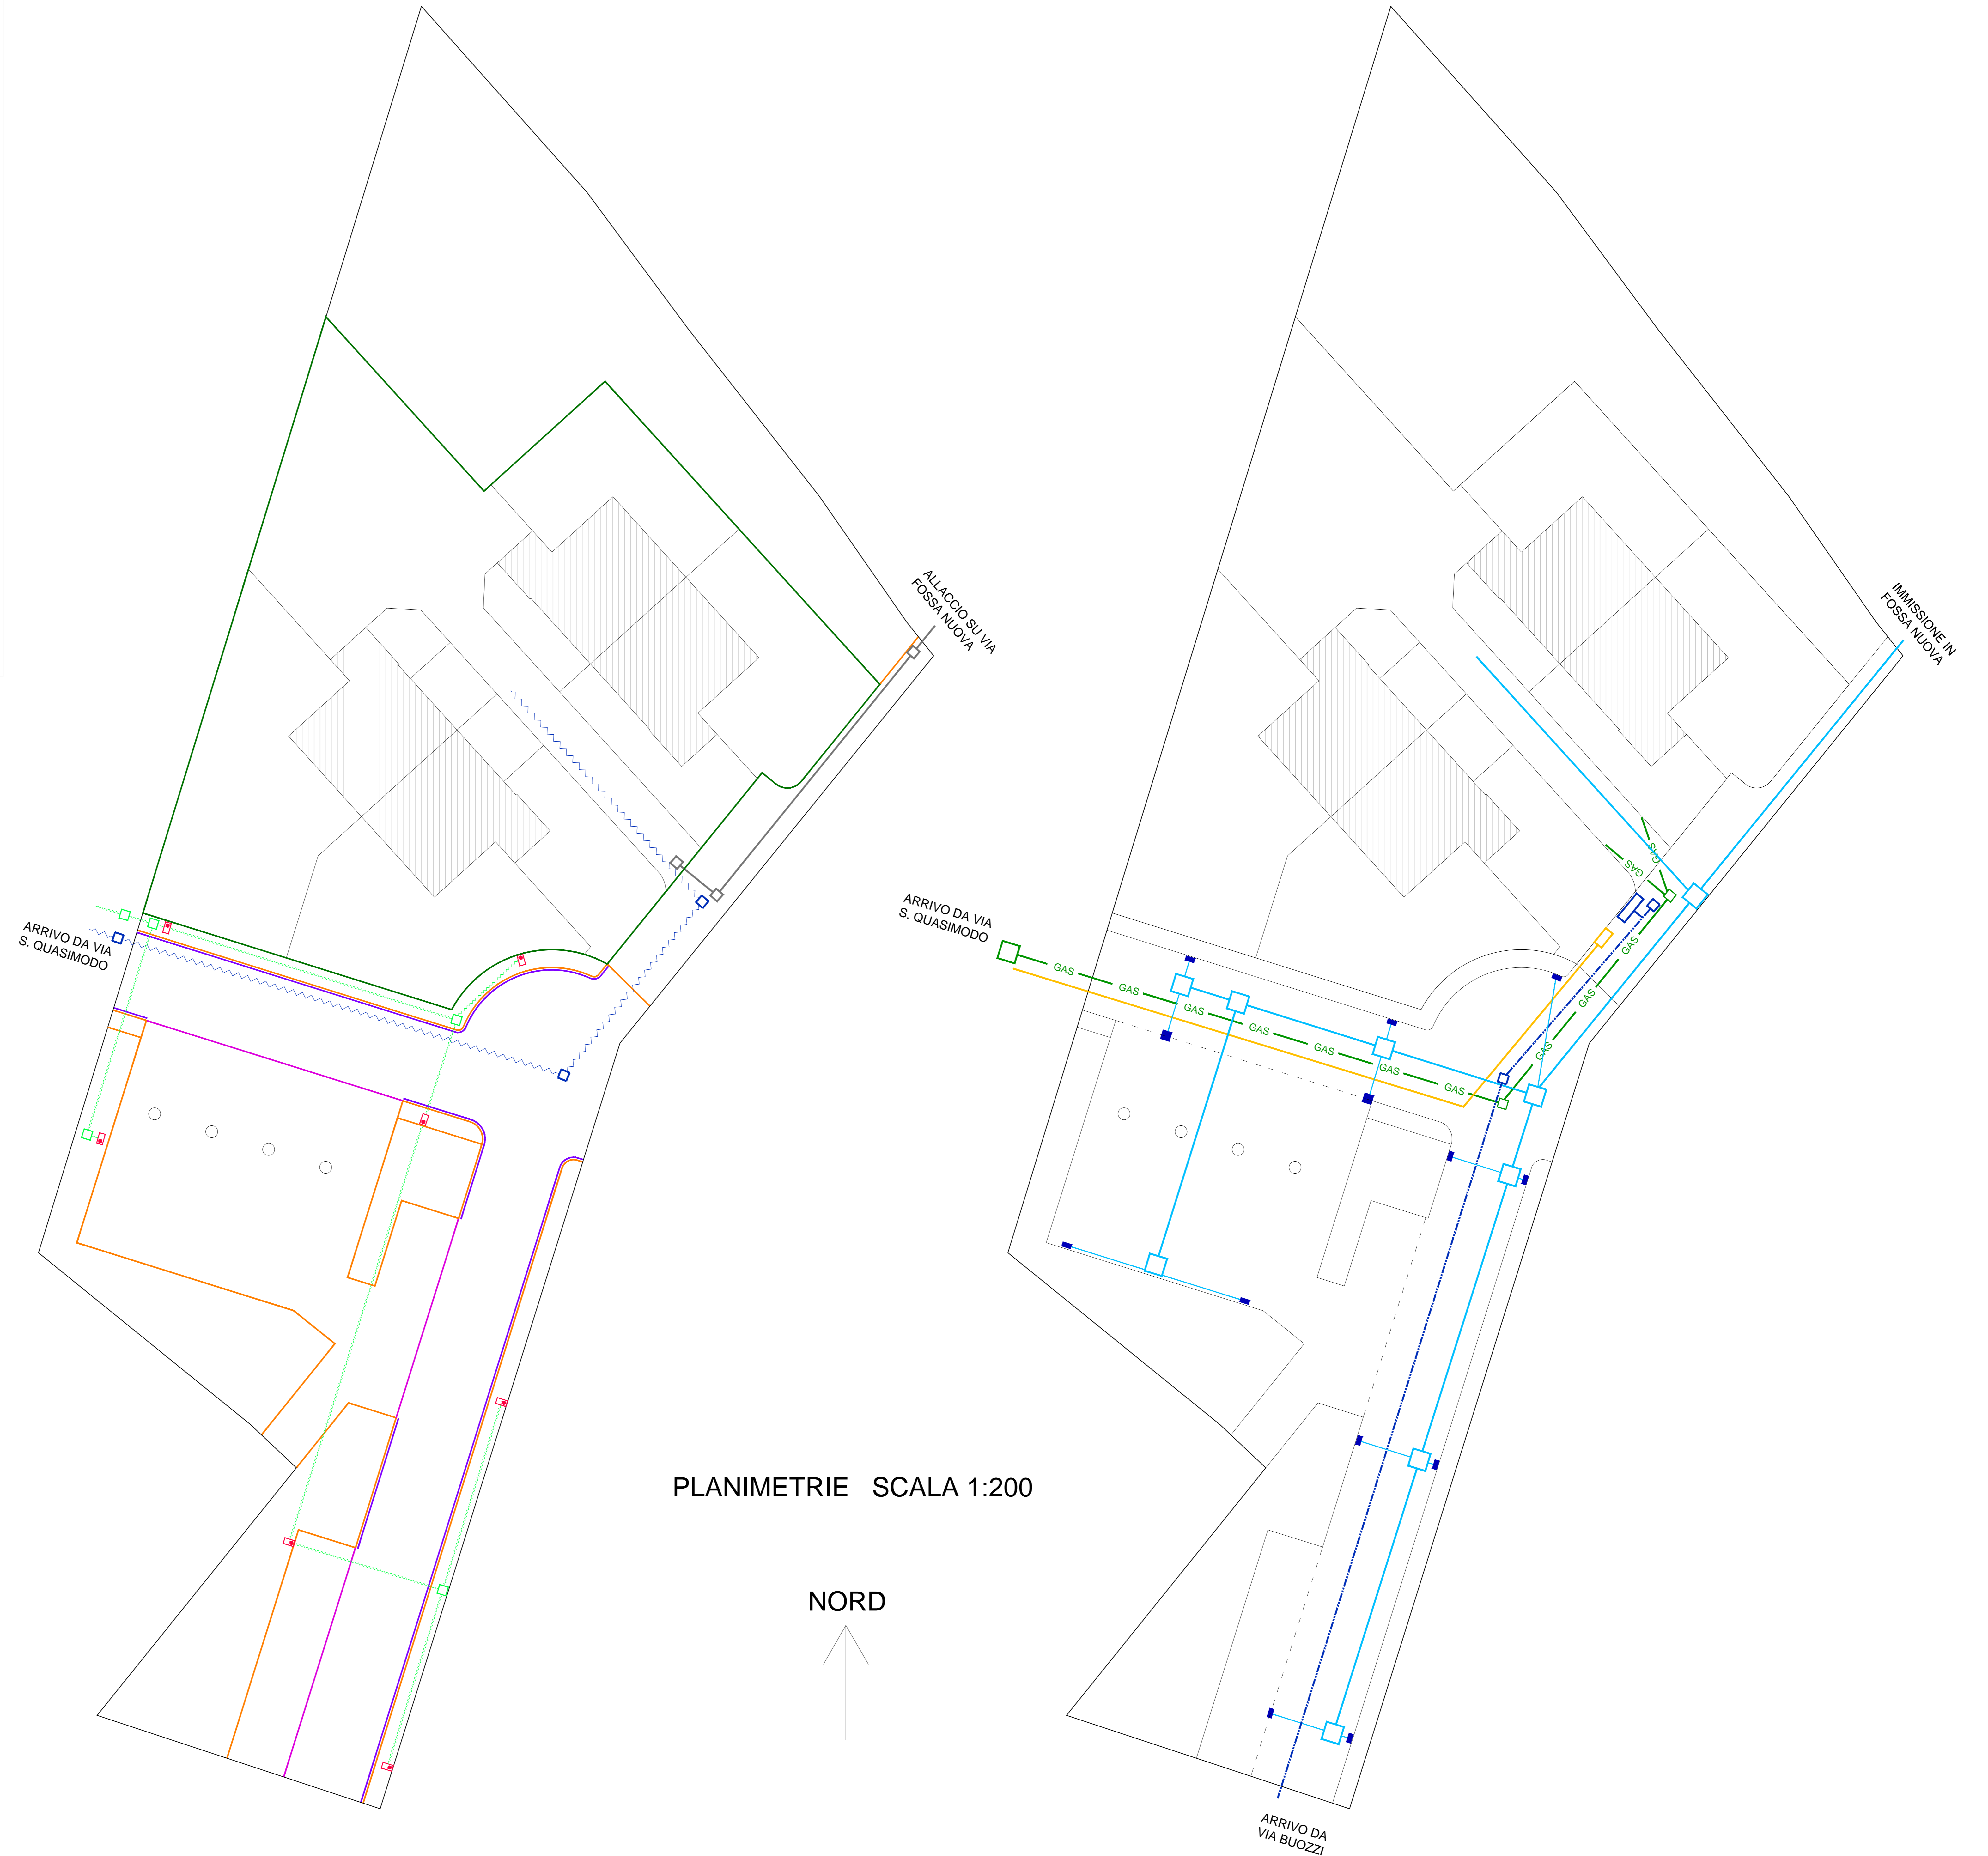 ALLACCIO SU VIA
FOSSA NUOVA
ARRIVO DA VIA
S. QUASIMODO
IMMISSIONE IN
FOSSA NUOVA
GAS
GAS
GAS
GAS
GAS
ARRIVO DA VIA
S. QUASIMODO
GAS
GAS
GAS
GAS
GAS
GAS
GAS
PLANIMETRIE SCALA 1:200
NORD
ARRIVO DA
VIA BUOZZI